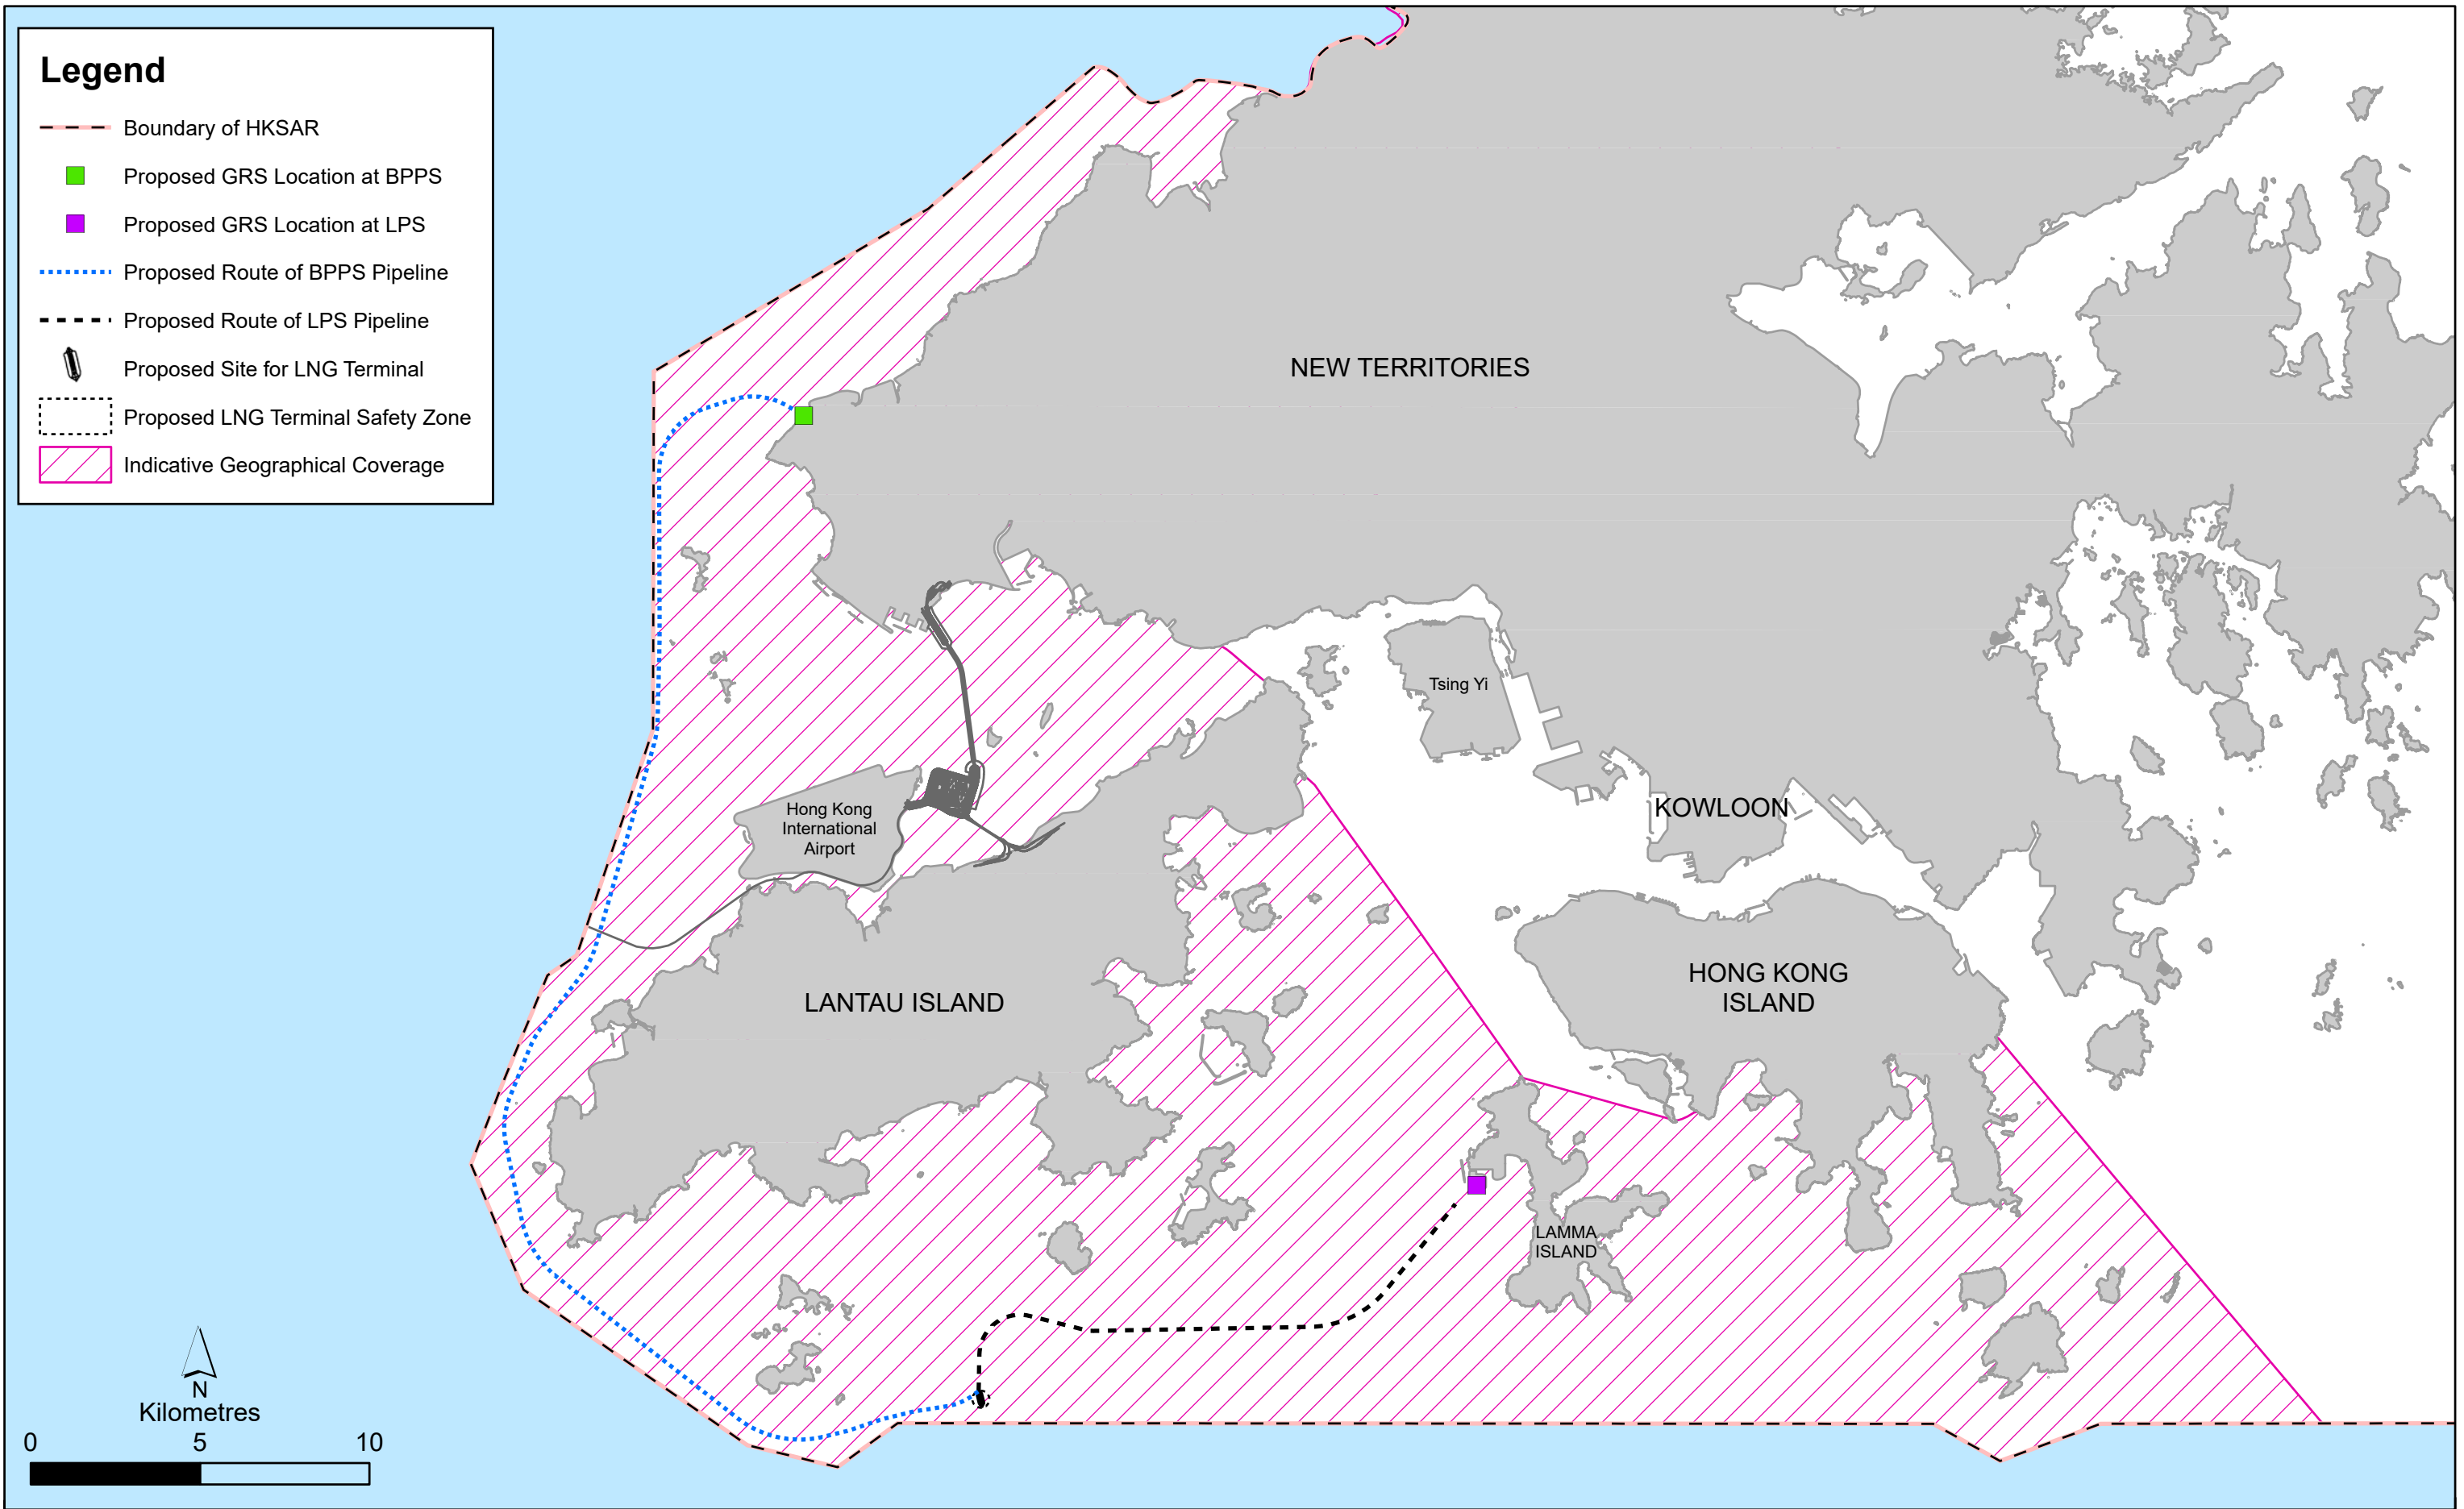 Legend
Boundary of HKSAR
Proposed GRS Location at BPPS
Proposed GRS Location at LPS
Proposed Route of BPPS Pipeline
Proposed Route of LPS Pipeline
Proposed Site for LNG Terminal
Proposed LNG Terminal Safety Zone
Indicative Geographical Coverage
NEW TERRITORIES
Tsing Yi
Hong Kong
International
Airport
KOWLOON
LANTAU ISLAND
HONG KONG
ISLAND
LAMMA
ISLAND
N
Kilometres
0 5 10